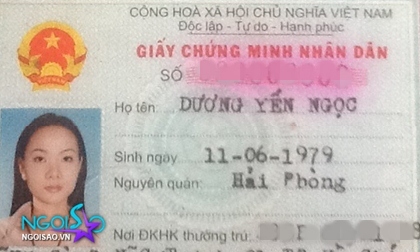 CỘNG HOÀ XÃ HỘI CHỦ NGHĨA VIỆT NAM
Độc lập - Tự do - Hạnh phúc
GIẤY CHỨNG MINH NHÂN DÂN
SỐ
Họ tên: DƯƠNG YẾN NGỌC
Sinh ngày 11-06-1979
Nguyên quán: Hải Phòng
Nơi ĐKHK thường trú:
NGOISAO
NGOISAO.VN